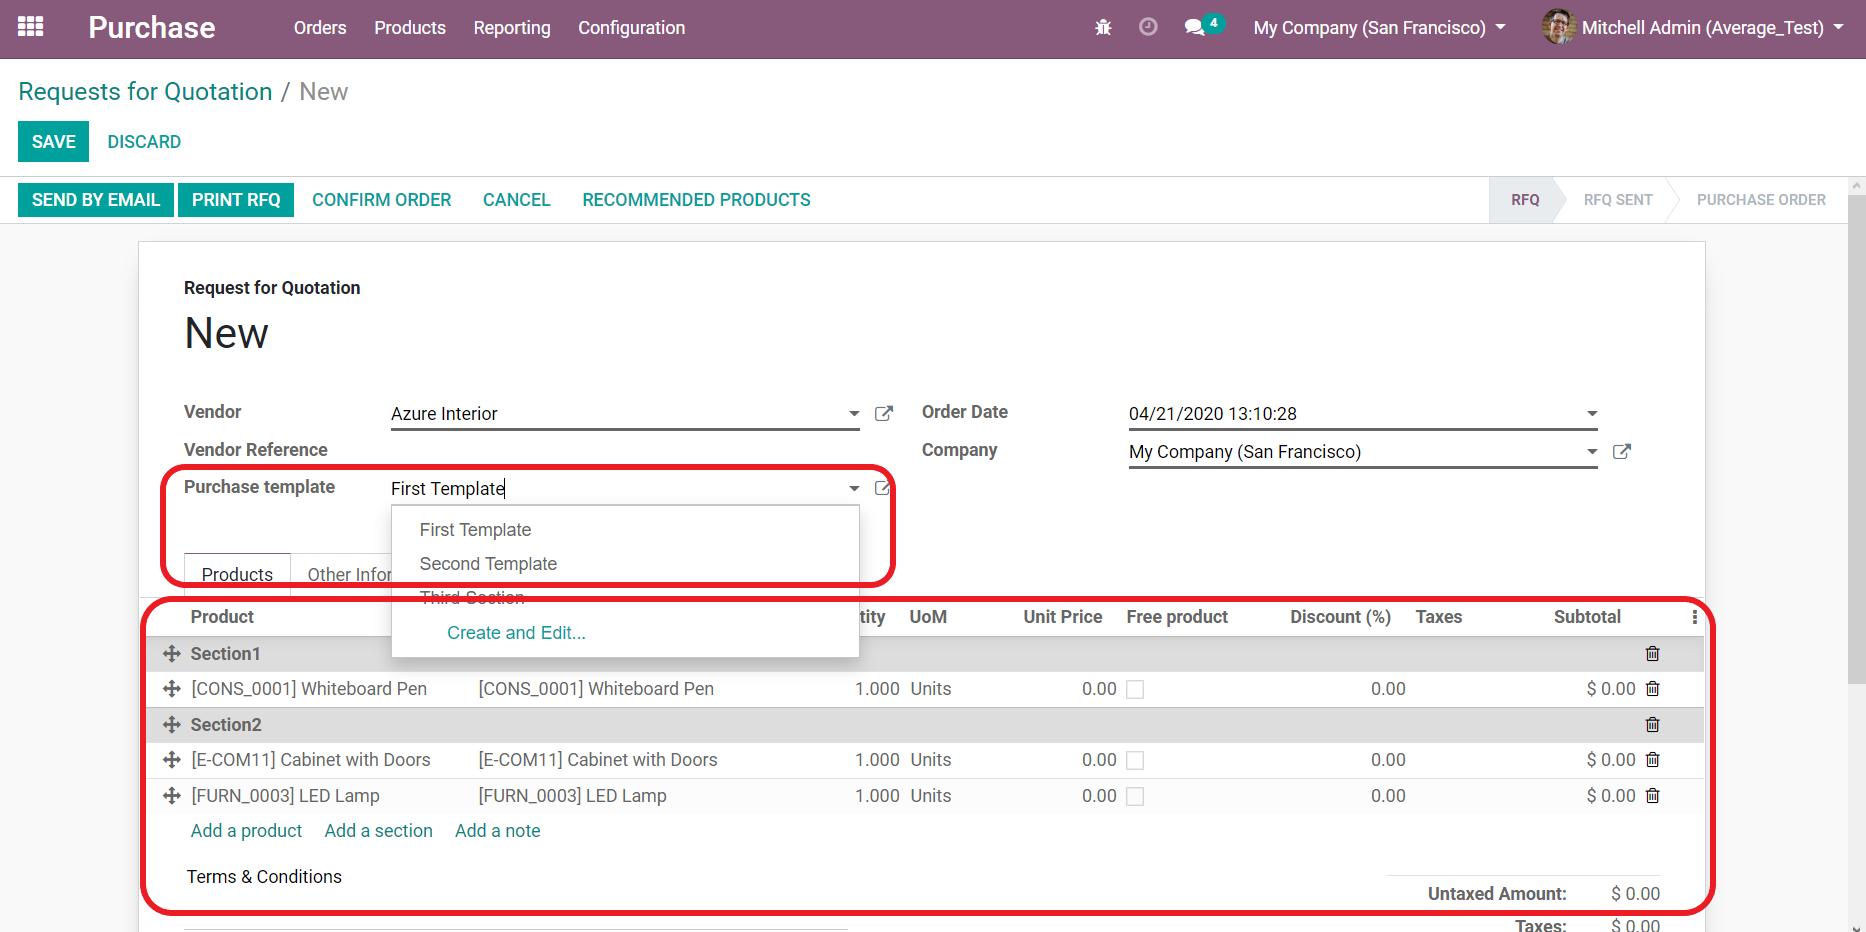 Purchase Orders Products Reporting Configuration 4 My Company (San Francisco) Mitchell Admin (Average_Test)
Requests for Quotation / New
SAVE DISCARD
SEND BY EMAIL PRINT RFQ CONFIRM ORDER CANCEL RECOMMENDED PRODUCTS RFQ RFQ SENT PURCHASE ORDER
Request for Quotation
New
Vendor Azure Interior Order Date 04/21/2020 13:10:28
Vendor Reference Company My Company (San Francisco)
Purchase template First Template
First Template
Second Template
Products Other Infor
Third Section
Product tity UoM Unit Price Free product Discount (%) Taxes Subtotal
Create and Edit...
Section1
[CONS_0001] Whiteboard Pen [CONS_0001] Whiteboard Pen 1.000 Units 0.00 0.00 $ 0.00
Section2
[E-COM11] Cabinet with Doors [E-COM11] Cabinet with Doors 1.000 Units 0.00 0.00 $ 0.00
[FURN_0003] LED Lamp [FURN_0003] LED Lamp 1.000 Units 0.00 0.00 $ 0.00
Add a product Add a section Add a note
Terms & Conditions
Untaxed Amount: $ 0.00
Taxes: $ 0.00